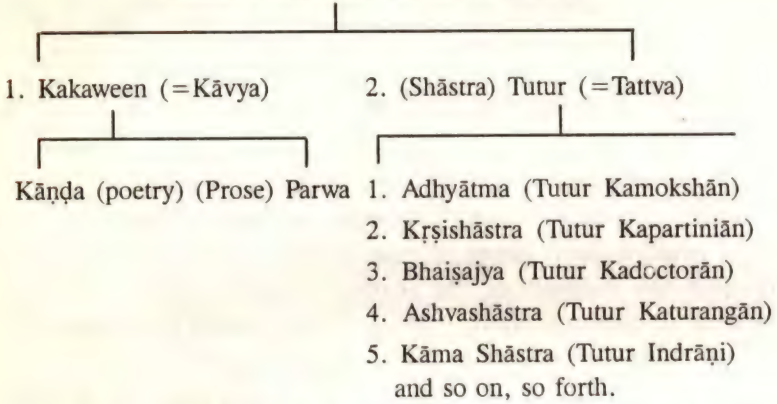 1. Kakaween (=Kāvya) 2. (Shāstra) Tutur (=Tattva)
Kāṇḍa (poetry) (Prose) Parwa 1. Adhyātma (Tutur Kamokshān)
2. Kṛṣishāstra (Tutur Kapartiniān)
3. Bhaiṣajya (Tutur Kadoctorān)
4. Ashvashāstra (Tutur Katurangān)
5. Kāma Shāstra (Tutur Indrāṇi)
and so on, so forth.